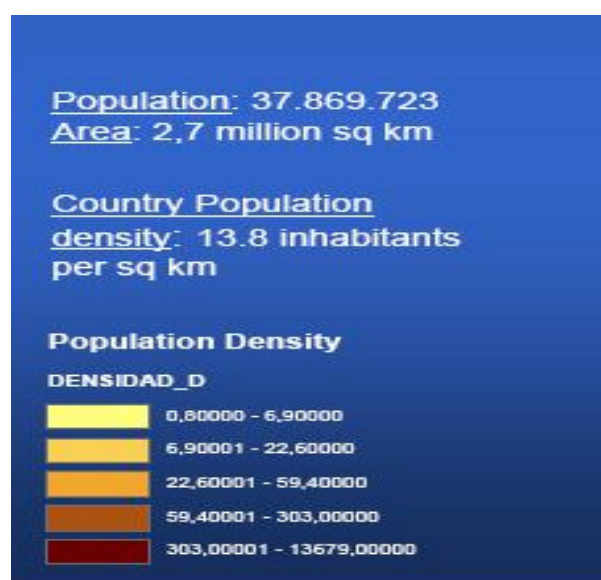 Population: 37.869.723
Area: 2,7 million sq km
Country Population
density: 13.8 inhabitants
per sq km
Population Density
DENSIDAD_D
0,80000 - 6,90000
6,90001 - 22,60000
22,60001 - 59,40000
59,40001 - 303,00000
303,00001 - 13679,00000